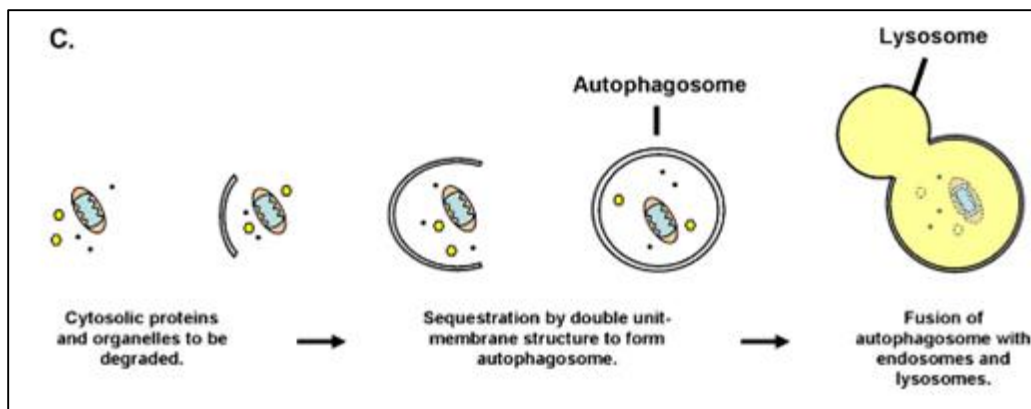 C.
Lysosome
Autophagosome
Cytosolic proteins
and organelles to be
degraded.
Sequestration by double unit-
membrane structure to form
autophagosome.
Fusion of
autophagosome with
endosomes and
lysosomes.